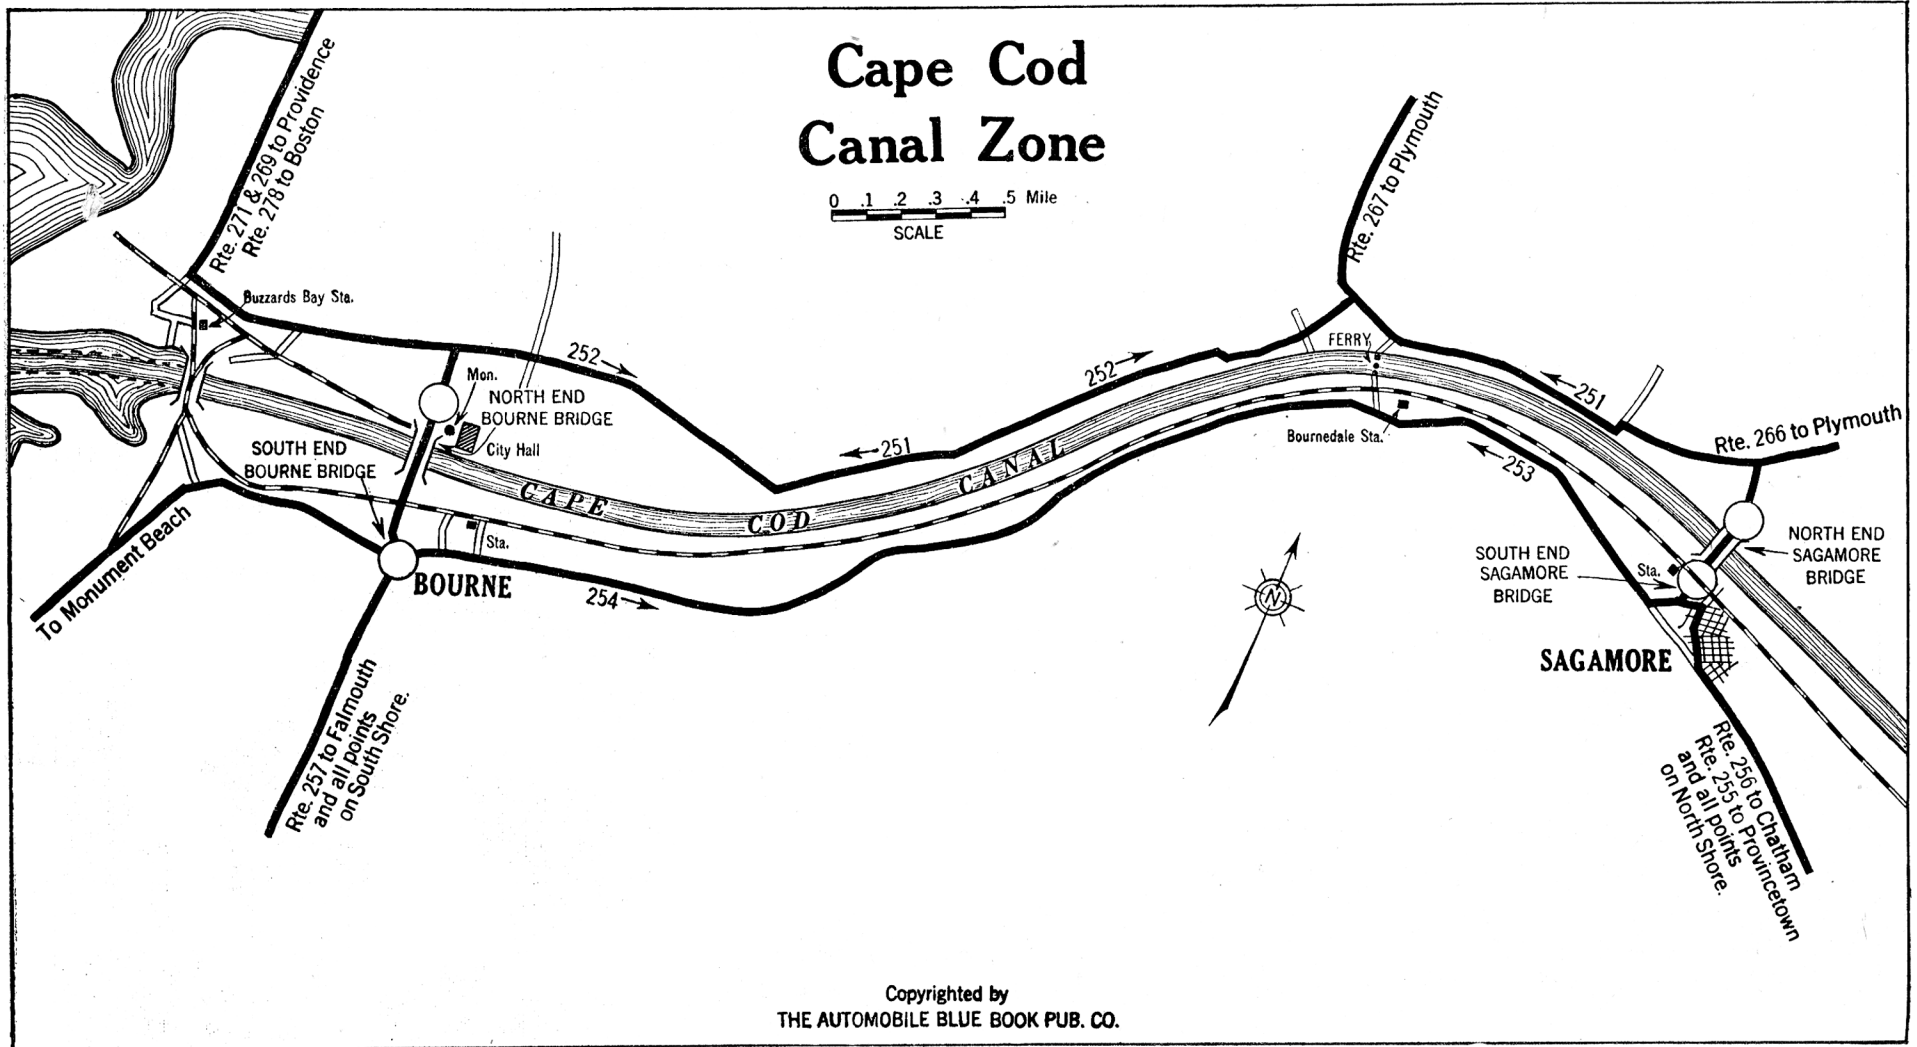 Cape Cod
Canal Zone
0 .1 .2 .3 .4 .5 Mile
SCALE
Rte. 271 & 269 to Providence
Rte. 278 to Boston
Rte. 267 to Plymouth
Buzzards Bay Sta.
252
Mon.
NORTH END
BOURNE BRIDGE
City Hall
SOUTH END
BOURNE BRIDGE
252
251
FERRY
251
Bournedale Sta.
253
Rte. 266 to Plymouth
CAPE COD CANAL
To Monument Beach
Sta.
BOURNE
254
N
SOUTH END
SAGAMORE
BRIDGE
Sta.
NORTH END
SAGAMORE
BRIDGE
SAGAMORE
Rte. 257 to Falmouth
and all points
on South Shore.
Rte. 256 to Chatham
Rte. 255 to Provincetown
and all points
on North Shore.
Copyrighted by
THE AUTOMOBILE BLUE BOOK PUB. CO.